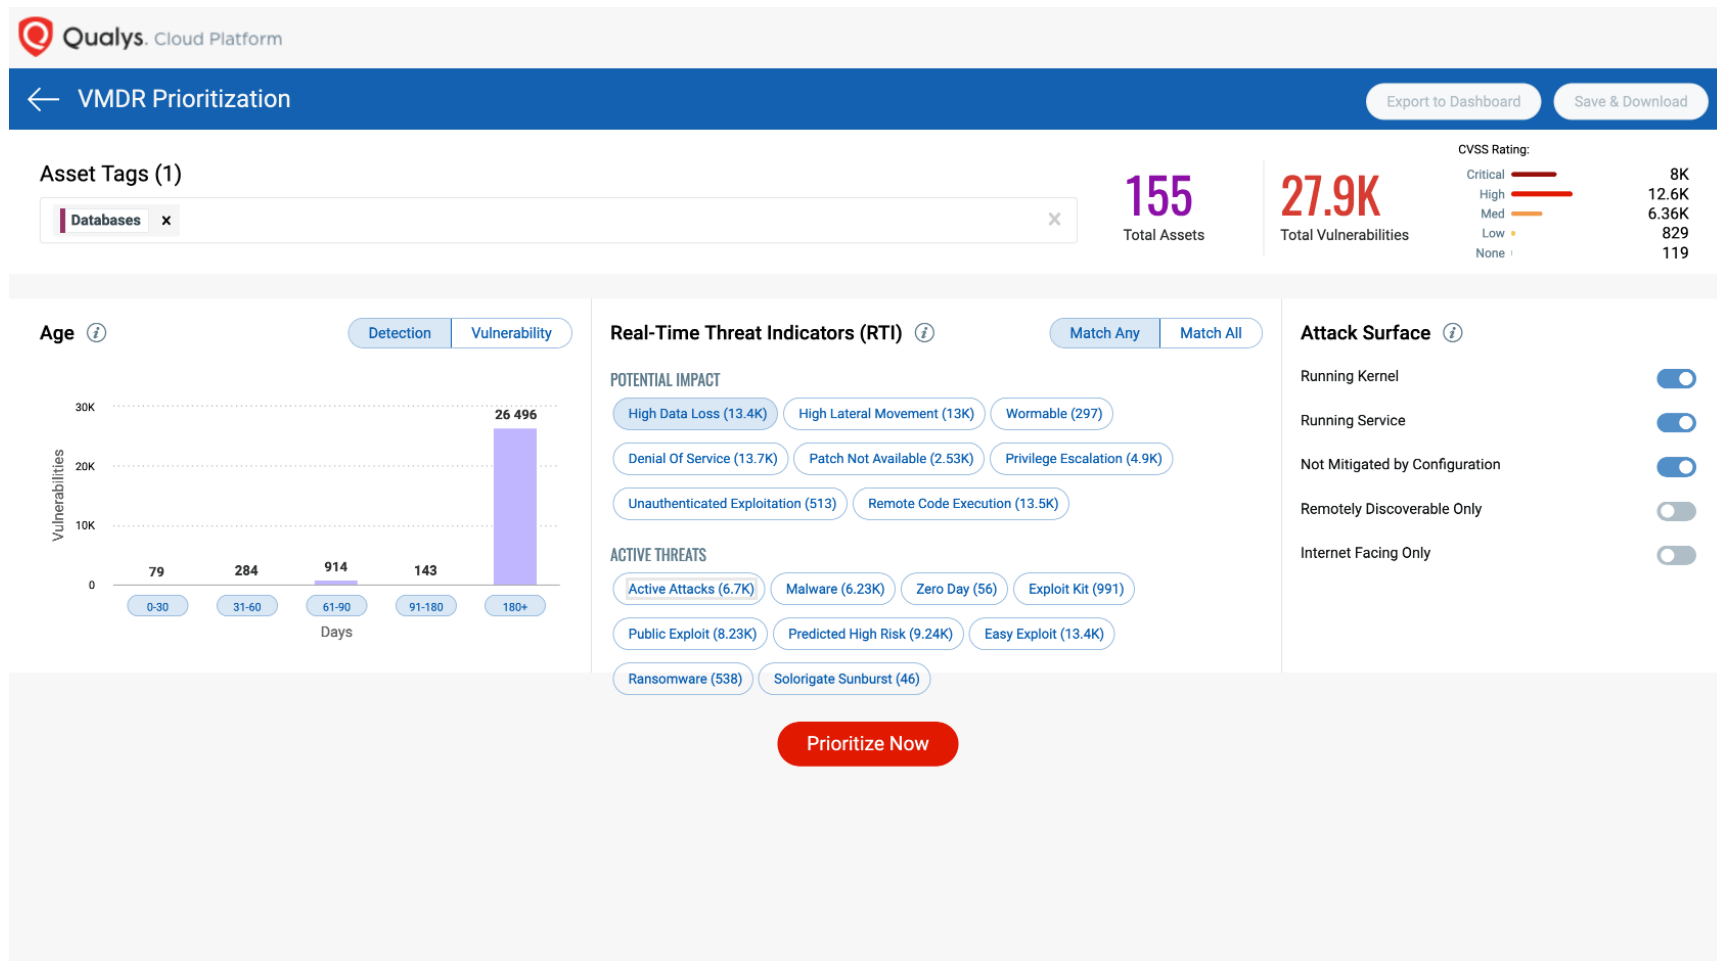 Qualys. Cloud Platform
VMDR Prioritization
Export to Dashboard
Save & Download
Asset Tags (1)
Databases ×
×
155
Total Assets
27.9K
Total Vulnerabilities
CVSS Rating:
Critical 8K
High 12.6K
Med 6.36K
Low 829
None 119
Age i
Detection Vulnerability
Vulnerabilities
30K
20K
10K
0
79 284 914 143 26 496
0-30 31-60 61-90 91-180 180+
Days
Real-Time Threat Indicators (RTI) i
Match Any Match All
POTENTIAL IMPACT
High Data Loss (13.4K) High Lateral Movement (13K) Wormable (297)
Denial Of Service (13.7K) Patch Not Available (2.53K) Privilege Escalation (4.9K)
Unauthenticated Exploitation (513) Remote Code Execution (13.5K)
ACTIVE THREATS
Active Attacks (6.7K) Malware (6.23K) Zero Day (56) Exploit Kit (991)
Public Exploit (8.23K) Predicted High Risk (9.24K) Easy Exploit (13.4K)
Ransomware (538) Solorigate Sunburst (46)
Attack Surface i
Running Kernel
Running Service
Not Mitigated by Configuration
Remotely Discoverable Only
Internet Facing Only
Prioritize Now